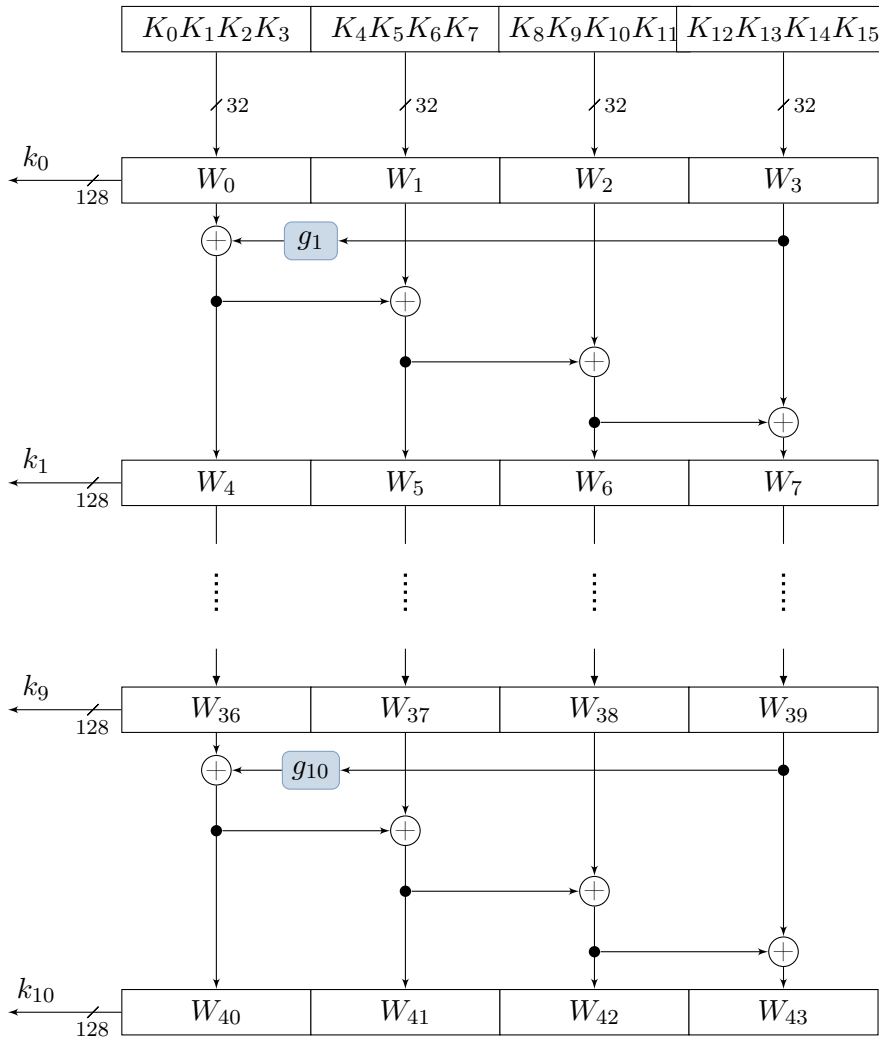 K₀K₁K₂K₃ K₄K₅K₆K₇ K₈K₉K₁₀K₁₁ K₁₂K₁₃K₁₄K₁₅
32 32 32 32
k₀ 128 W₀ W₁ W₂ W₃
g₁
k₁ 128 W₄ W₅ W₆ W₇
k₉ 128 W₃₆ W₃₇ W₃₈ W₃₉
g₁₀
k₁₀ 128 W₄₀ W₄₁ W₄₂ W₄₃